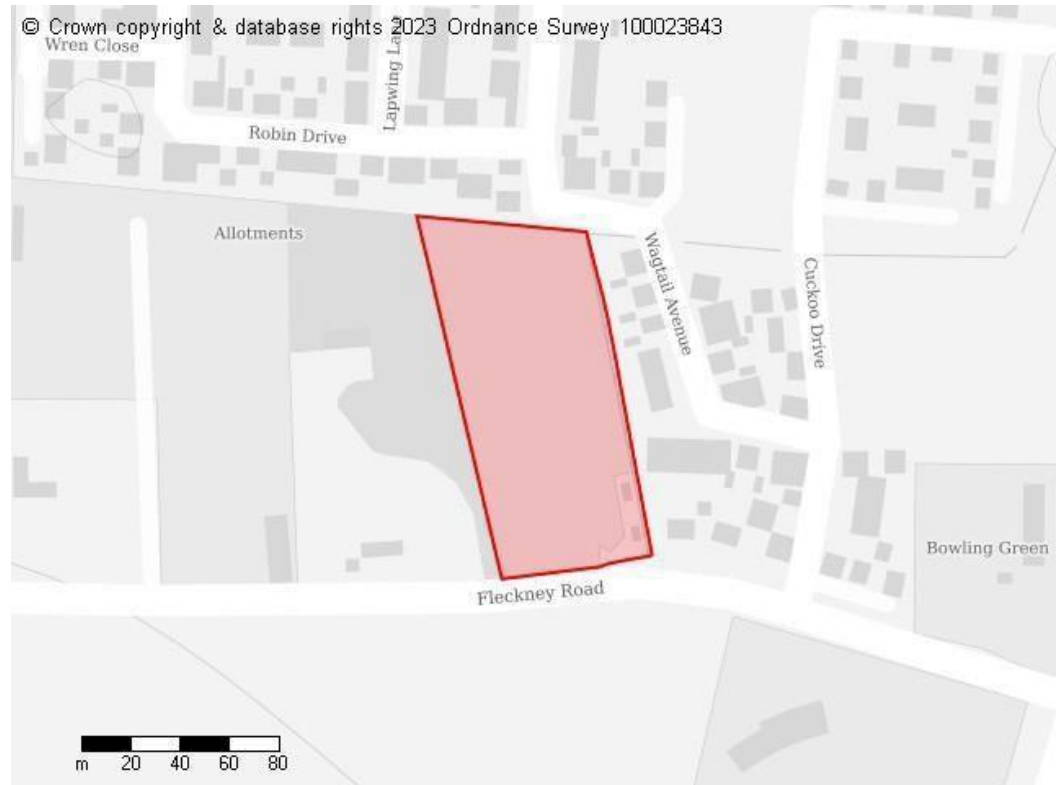 © Crown copyright & database rights 2023 Ordnance Survey 100023843
Wren Close
Lapwing La
Robin Drive
Allotments
Wagtail Avenue
Cuckoo Drive
Bowling Green
Fleckney Road
m 20 40 60 80